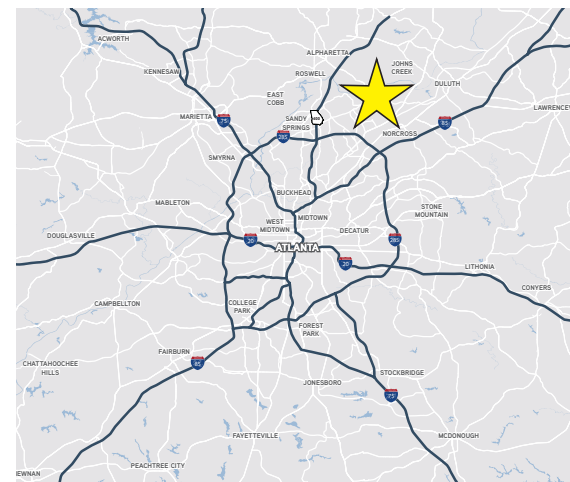 ACWORTH
ALPHARETTA
JOHNS
CREEK
KENNESAW
ROSWELL
DULUTH
EAST
COBB
LAWRENCEV
MARIETTA
75
SANDY
SPRINGS
400
85
NORCROSS
285
SMYRNA
BUCKHEAD
MABLETON
STONE
MOUNTAIN
WEST
MIDTOWN
MIDTOWN
DECATUR
DOUGLASVILLE
20
285
ATLANTA
20
LITHONIA
CONYERS
CAMPBELLTON
COLLEGE
PARK
FOREST
PARK
FAIRBURN
85
CHATTAHOOCHEE
HILLS
STOCKBRIDGE
JONESBORO
75
FAYETTEVILLE
MCDONOUGH
PEACHTREE CITY
EWNAN